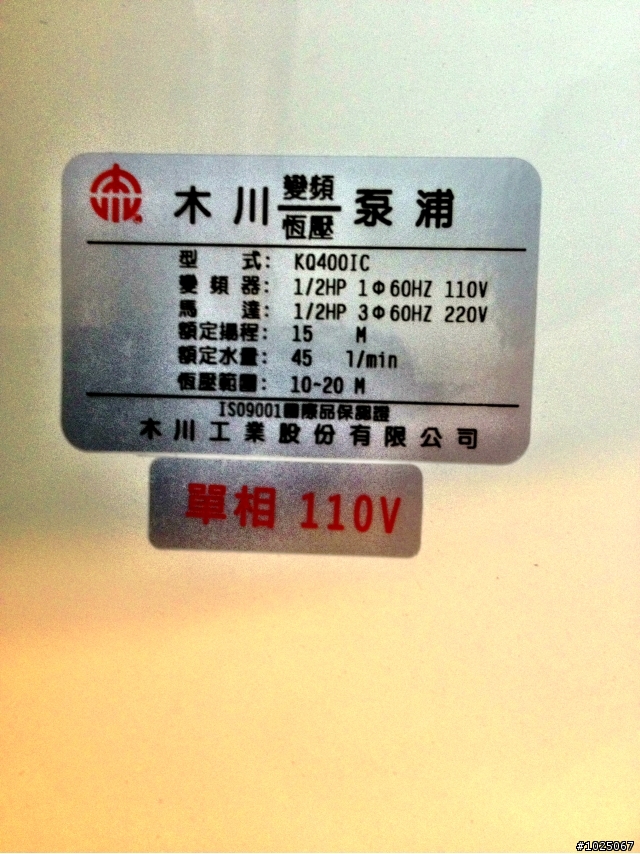 木川 變頻 恆壓 泵浦
型 式: KQ400IC
變頻器: 1/2HP 1Φ60HZ 110V
馬 達: 1/2HP 3Φ60HZ 220V
額定揚程: 15 M
額定水量: 45 l/min
恆壓範圍: 10~20 M
ISO9001國際品保認證
木川工業股份有限公司
單相 110V
#1025067